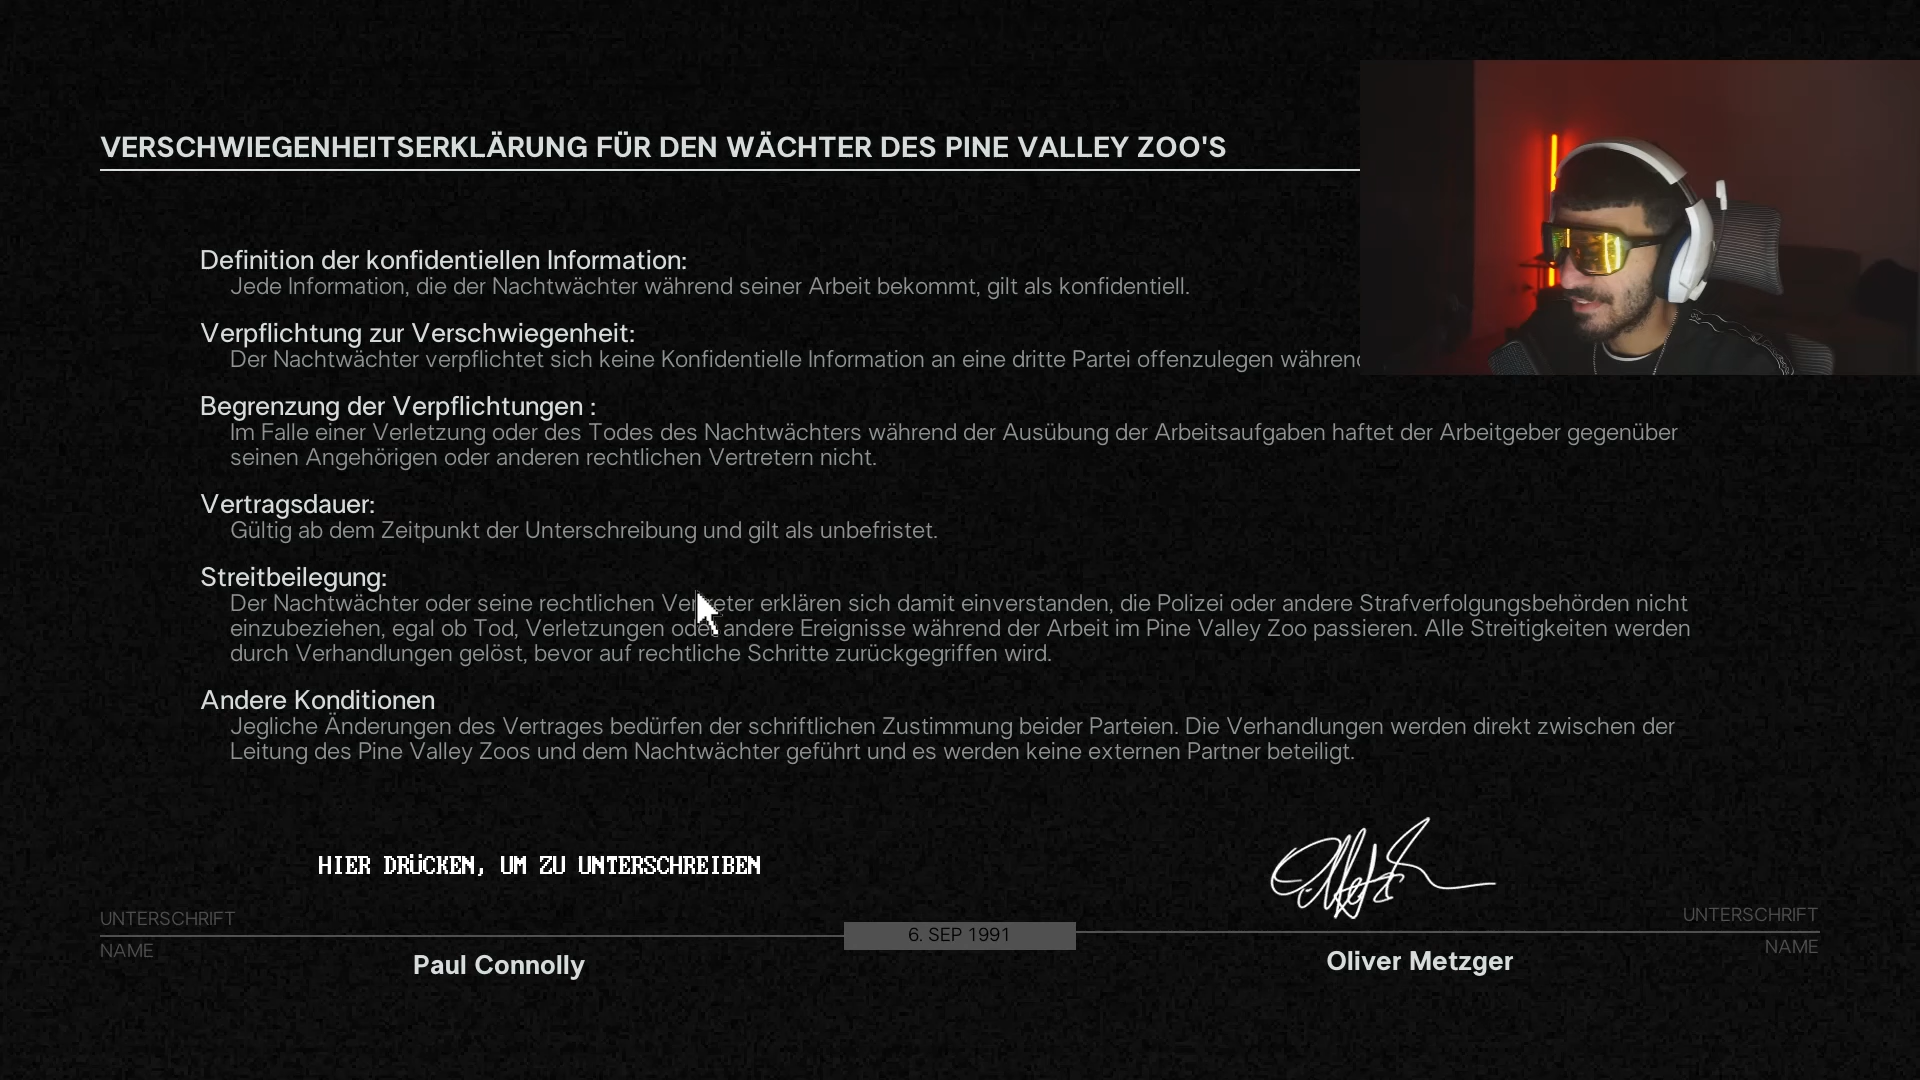 VERSCHWIEGENHEITSERKLÄRUNG FÜR DEN WÄCHTER DES PINE VALLEY ZOO'S
Definition der konfidentiellen Information:
Jede Information, die der Nachtwächter während seiner Arbeit bekommt, gilt als konfidentiell.
Verpflichtung zur Verschwiegenheit:
Der Nachtwächter verpflichtet sich keine Konfidentielle Information an eine dritte Partei offenzulegen
Begrenzung der Verpflichtungen :
Im Falle einer Verletzung oder des Todes des Nachtwächters während der Ausübung der Arbeitsaufgaben haftet der Arbeitgeber gegenüber
seinen Angehörigen oder anderen rechtlichen Vertretern nicht.
Vertragsdauer:
Gültig ab dem Zeitpunkt der Unterschreibung und gilt als unbefristet.
Streitbeilegung:
Der Nachtwächter oder seine rechtlichen Vertreter erklären sich damit einverstanden, die Polizei oder andere Strafverfolgungsbehörden nicht
einzubeziehen, egal ob Tod, Verletzungen oder andere Ereignisse während der Arbeit im Pine Valley Zoo passieren. Alle Streitigkeiten werden
durch Verhandlungen gelöst, bevor auf rechtliche Schritte zurückgegriffen wird.
Andere Konditionen
Jegliche Änderungen des Vertrages bedürfen der schriftlichen Zustimmung beider Parteien. Die Verhandlungen werden direkt zwischen der
Leitung des Pine Valley Zoos und dem Nachtwächter geführt und es werden keine externen Partner beteiligt.
HIER DRÜCKEN, UM ZU UNTERSCHREIBEN
UNTERSCHRIFT
NAME
Paul Connolly
6. SEP 1991
UNTERSCHRIFT
NAME
Oliver Metzger